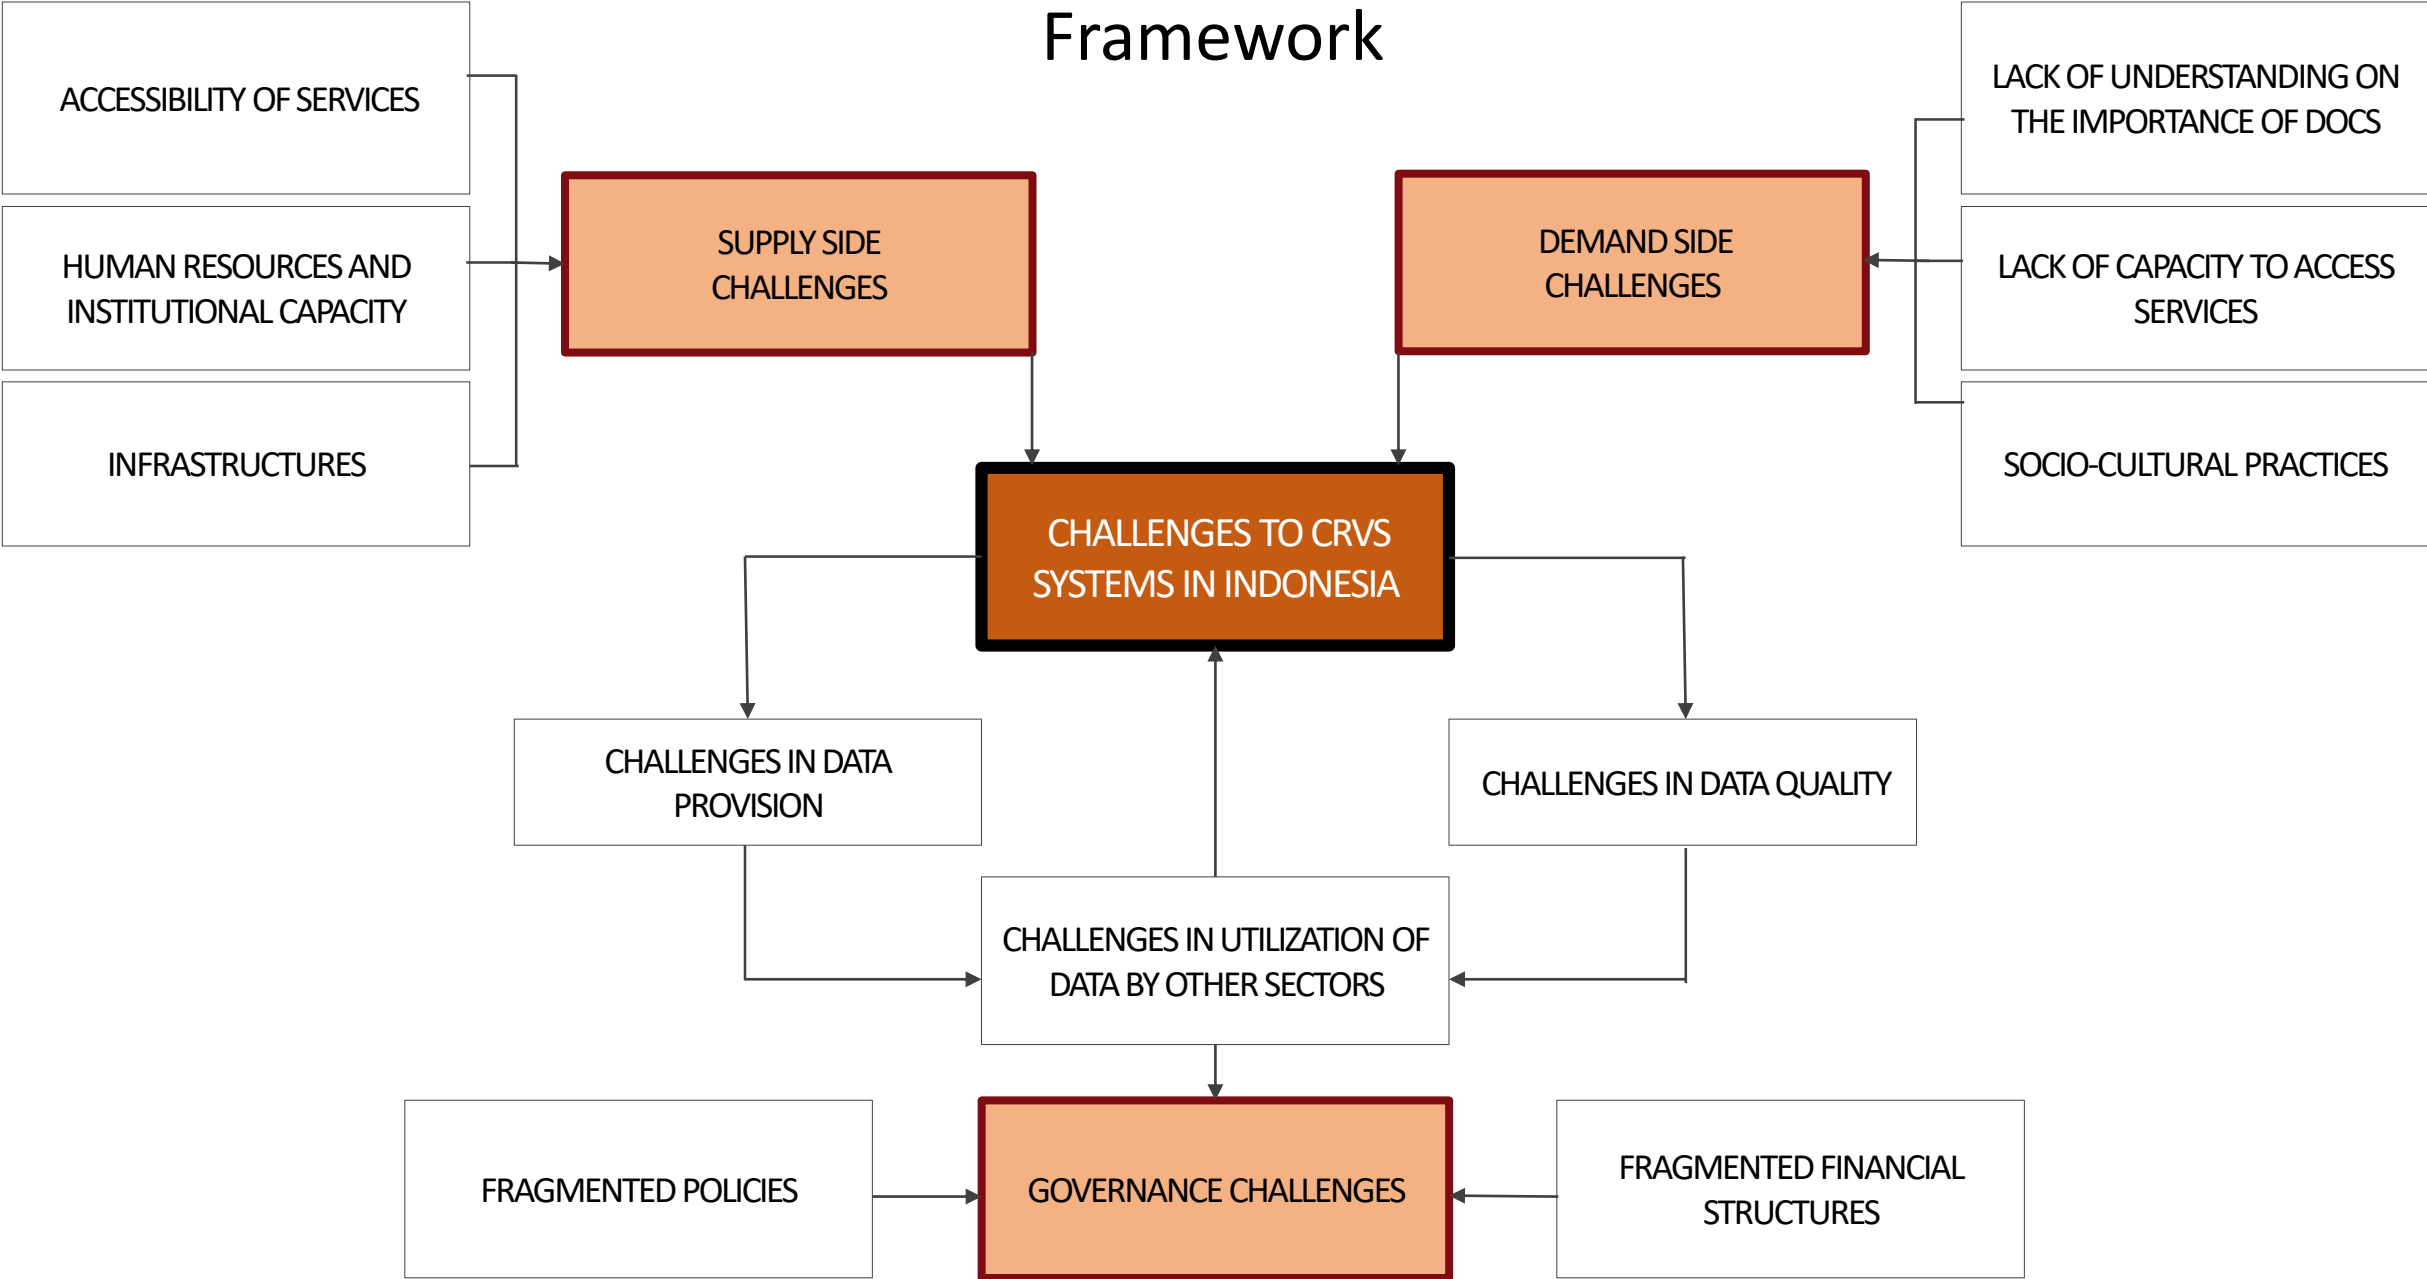 Framework
ACCESSIBILITY OF SERVICES
HUMAN RESOURCES AND
INSTITUTIONAL CAPACITY
INFRASTRUCTURES
SUPPLY SIDE
CHALLENGES
DEMAND SIDE
CHALLENGES
LACK OF UNDERSTANDING ON
THE IMPORTANCE OF DOCS
LACK OF CAPACITY TO ACCESS
SERVICES
SOCIO-CULTURAL PRACTICES
CHALLENGES TO CRVS
SYSTEMS IN INDONESIA
CHALLENGES IN DATA
PROVISION
CHALLENGES IN DATA QUALITY
CHALLENGES IN UTILIZATION OF
DATA BY OTHER SECTORS
FRAGMENTED POLICIES
GOVERNANCE CHALLENGES
FRAGMENTED FINANCIAL
STRUCTURES